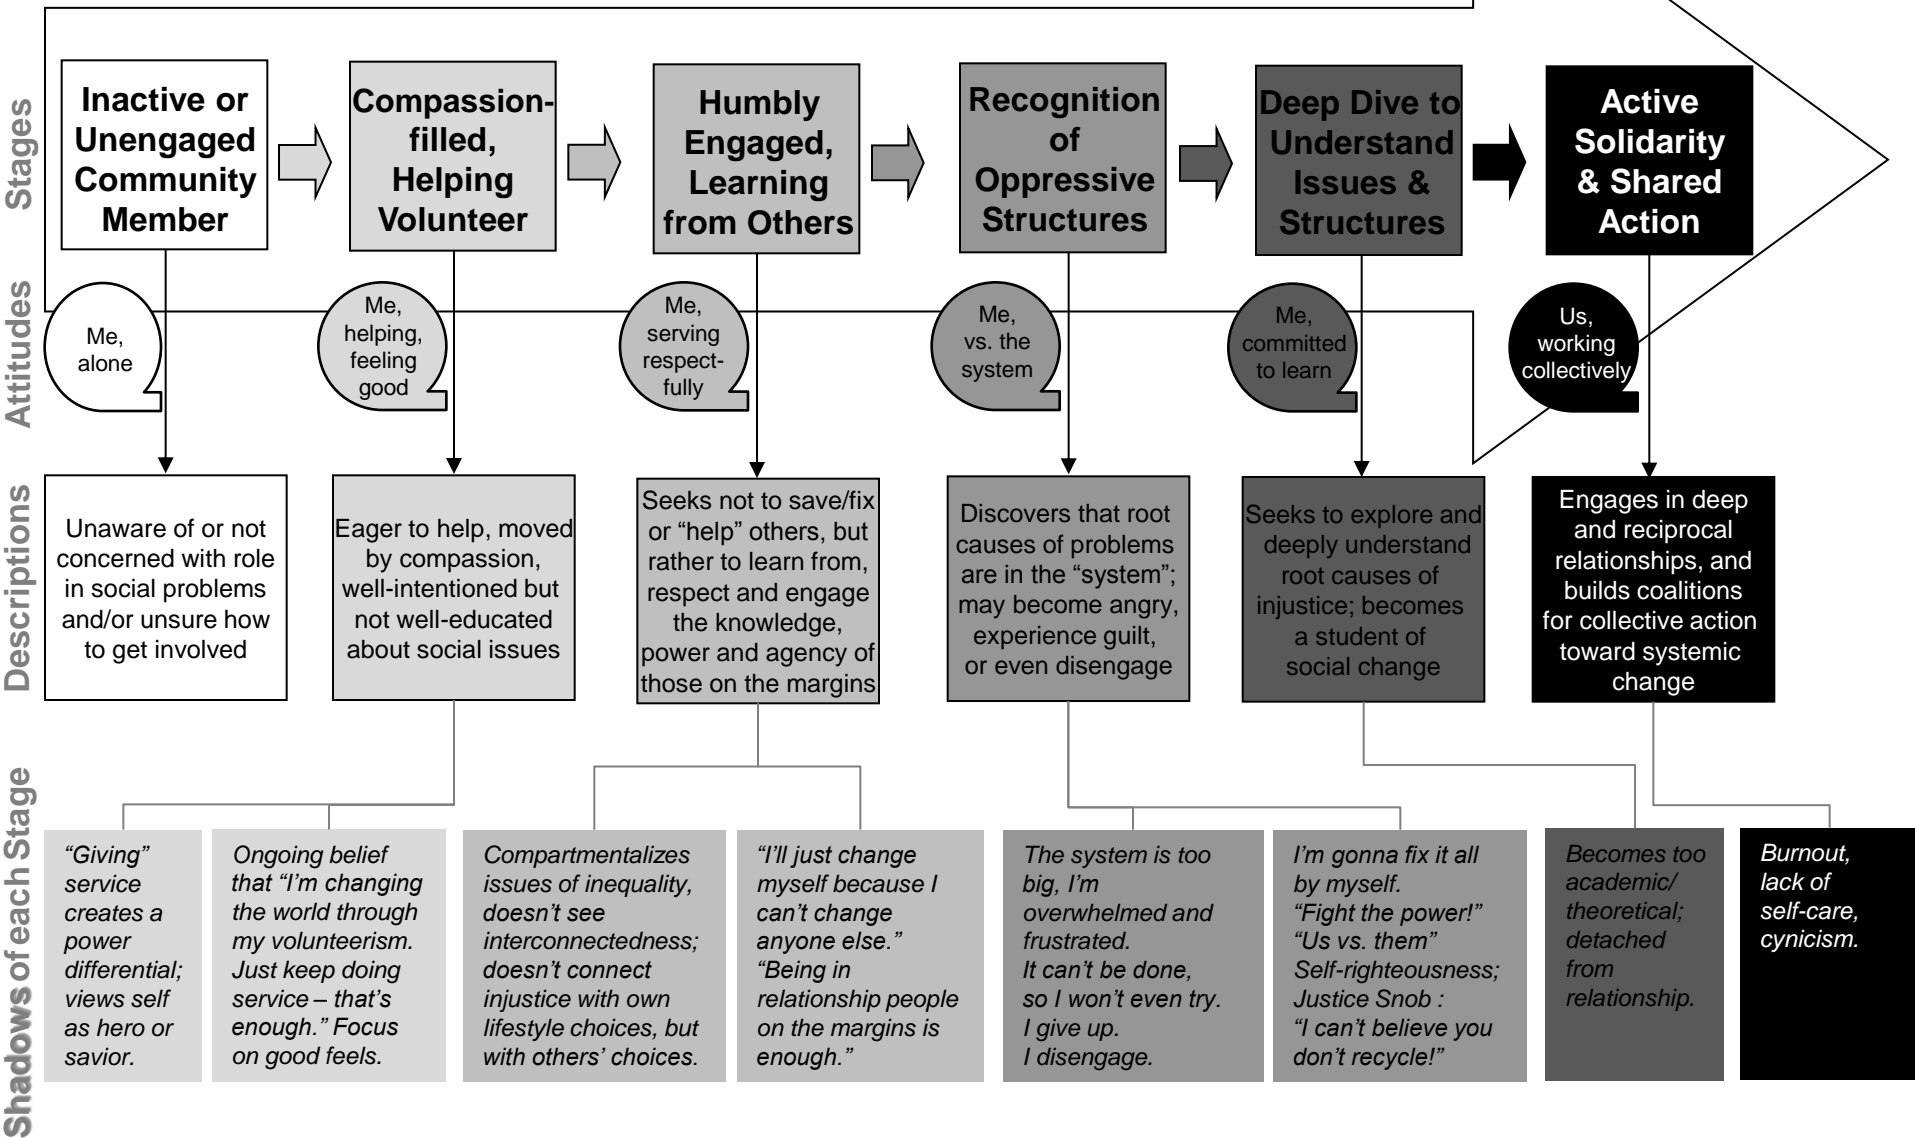 Stages
Inactive or
Unengaged
Community
Member
Compassion-
filled,
Helping
Volunteer
Humbly
Engaged,
Learning
from Others
Recognition
of
Oppressive
Structures
Deep Dive to
Understand
Issues &
Structures
Active
Solidarity
& Shared
Action
Attitudes
Me,
alone
Me,
helping,
feeling
good
Me,
serving
respect-
fully
Me,
vs. the
system
Me,
committed
to learn
Us,
working
collectively
Descriptions
Unaware of or not
concerned with role
in social problems
and/or unsure how
to get involved
Eager to help, moved
by compassion,
well-intentioned but
not well-educated
about social issues
Seeks not to save/fix
or “help” others, but
rather to learn from,
respect and engage
the knowledge,
power and agency of
those on the margins
Discovers that root
causes of problems
are in the “system”;
may become angry,
experience guilt,
or even disengage
Seeks to explore and
deeply understand
root causes of
injustice; becomes
a student of
social change
Engages in deep
and reciprocal
relationships, and
builds coalitions
for collective action
toward systemic
change
Shadows of each Stage
“Giving”
service
creates a
power
differential;
views self
as hero or
savior.
Ongoing belief
that “I’m changing
the world through
my volunteerism.
Just keep doing
service – that’s
enough.” Focus
on good feels.
Compartmentalizes
issues of inequality,
doesn’t see
interconnectedness;
doesn’t connect
injustice with own
lifestyle choices, but
with others’ choices.
“I’ll just change
myself because I
can’t change
anyone else.”
“Being in
relationship people
on the margins is
enough.”
The system is too
big, I’m
overwhelmed and
frustrated.
It can’t be done,
so I won’t even try.
I give up.
I disengage.
I’m gonna fix it all
by myself.
“Fight the power!”
“Us vs. them”
Self-righteousness;
Justice Snob :
“I can’t believe you
don’t recycle!”
Becomes too
academic/
theoretical;
detached
from
relationship.
Burnout,
lack of
self-care,
cynicism.